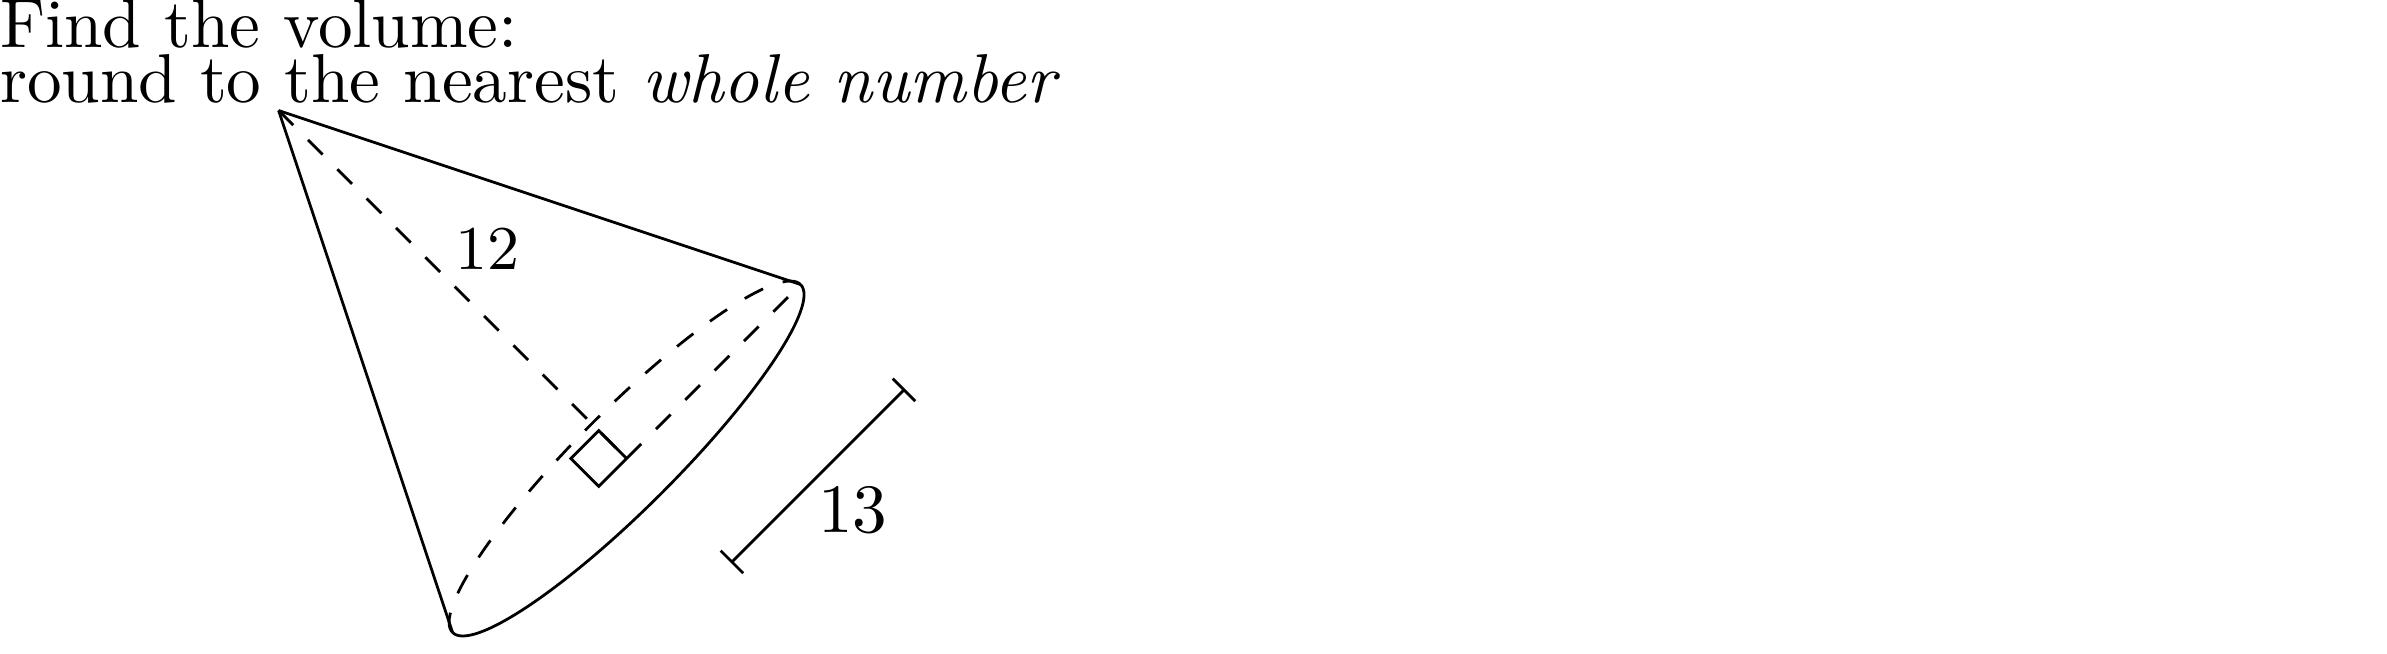 Find the volume:
round to the nearest whole number
12
13